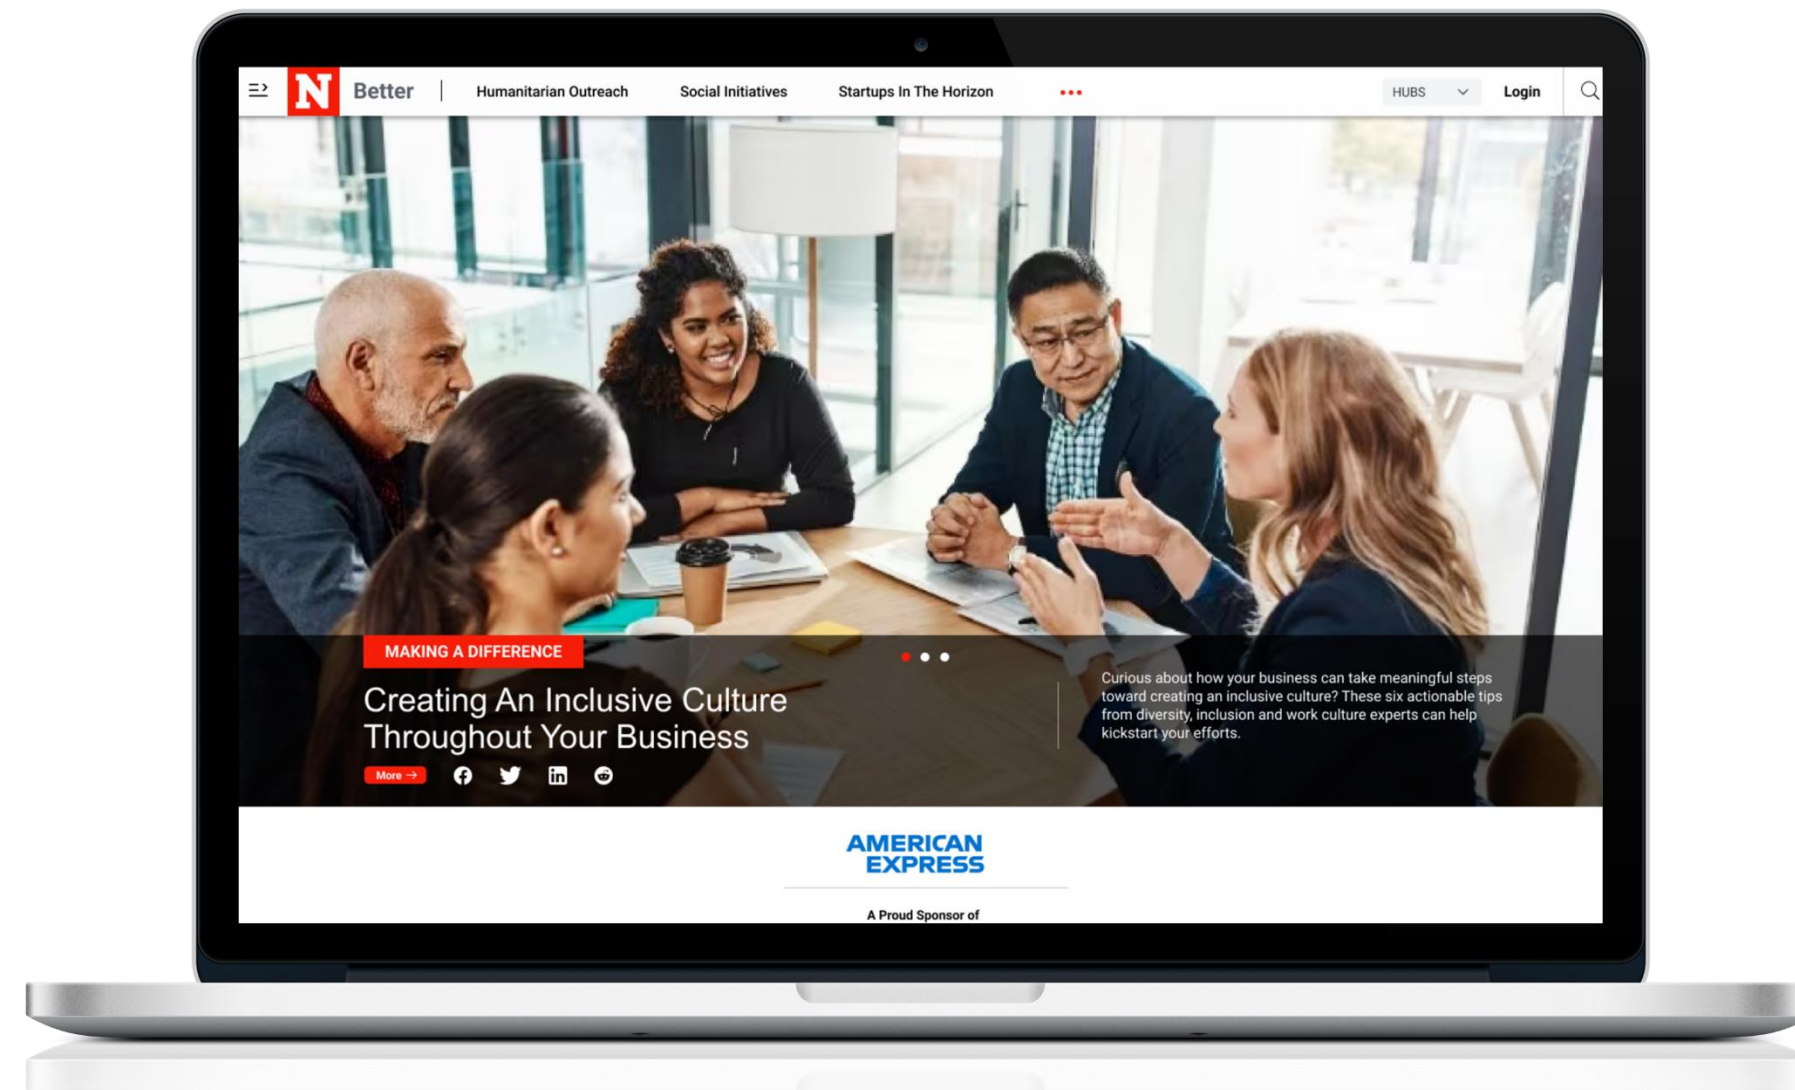 N Better Humanitarian Outreach Social Initiatives Startups In The Horizon HUBS Login
MAKING A DIFFERENCE
Creating An Inclusive Culture
Throughout Your Business
More →
Curious about how your business can take meaningful steps
toward creating an inclusive culture? These six actionable tips
from diversity, inclusion and work culture experts can help
kickstart your efforts.
AMERICAN
EXPRESS
A Proud Sponsor of